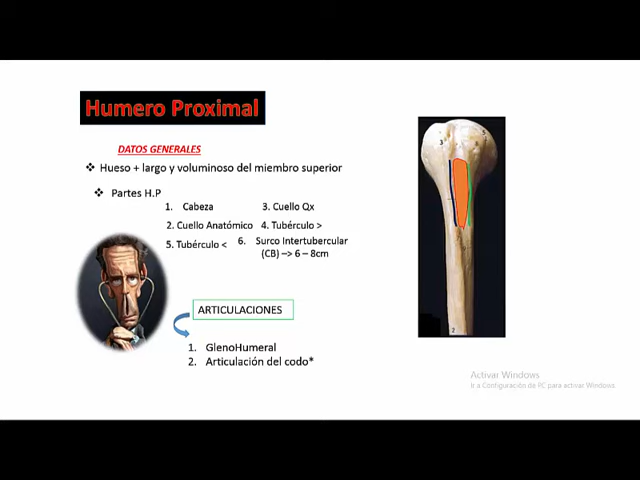 Humero Proximal
DATOS GENERALES
Hueso + largo y voluminoso del miembro superior
Partes H.P
1. Cabeza 3. Cuello Qx
2. Cuello Anatómico 4. Tubérculo >
5. Tubérculo < 6. Surco Intertubercular
(CB) –> 6 – 8cm
ARTICULACIONES
1. GlenoHumeral
2. Articulación del codo*
3
2
Activar Windows
Ir a Configuración de PC para activar Windows